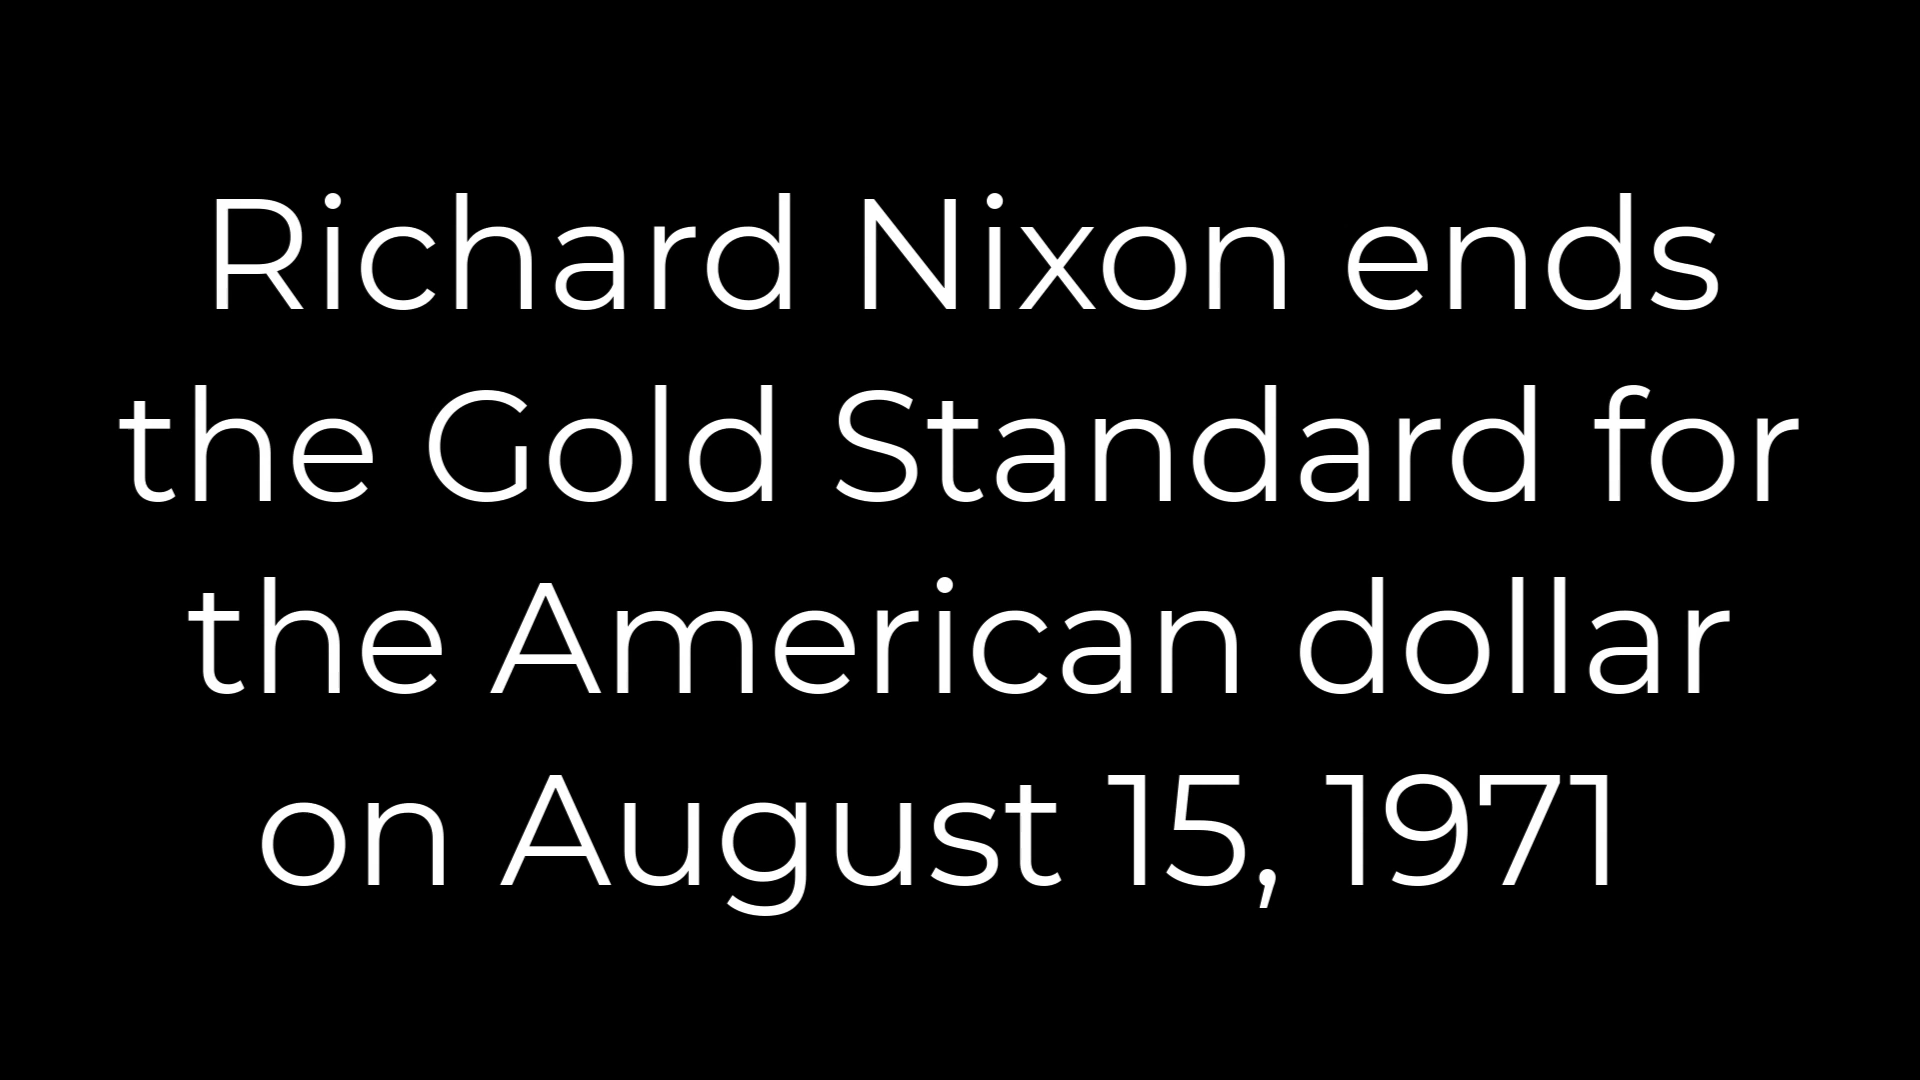 Richard Nixon ends
the Gold Standard for
the American dollar
on August 15, 1971